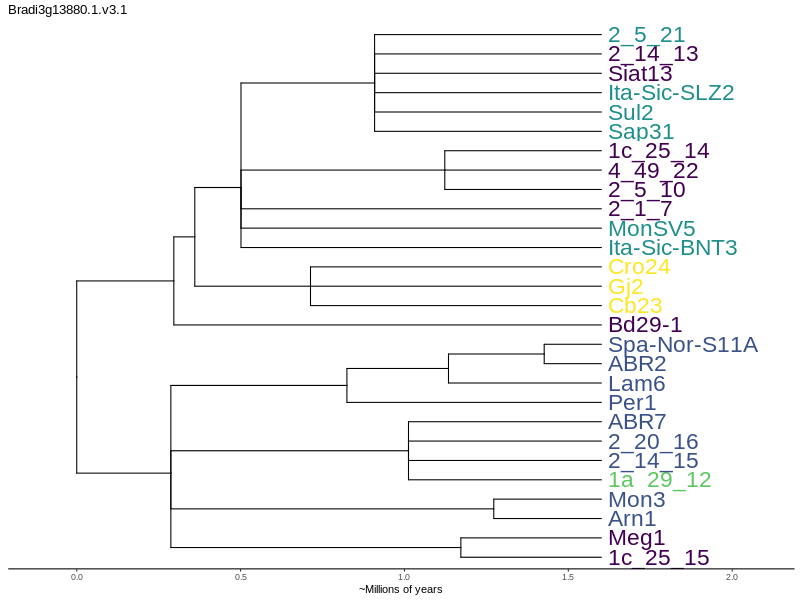 Bradi3g13880.1.v3.1
2_5_21
2_14_13
Siat13
Ita-Sic-SLZ2
Sul2
Sap31
1c_25_14
4_49_22
2_5_10
2_1_7
MonSV5
Ita-Sic-BNT3
Cro24
Gj2
Cb23
Bd29-1
Spa-Nor-S11A
ABR2
Lam6
Per1
ABR7
2_20_16
2_14_15
1a_29_12
Mon3
Arn1
Meg1
1c_25_15
0.0 0.5 1.0 1.5 2.0
~Millions of years